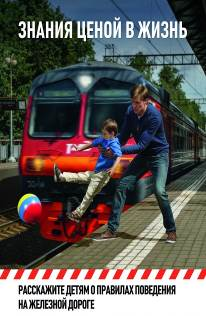 ЗНАНИЯ ЦЕНОЙ В ЖИЗНЬ
РАССКАЖИТЕ ДЕТЯМ О ПРАВИЛАХ ПОВЕДЕНИЯ
НА ЖЕЛЕЗНОЙ ДОРОГЕ